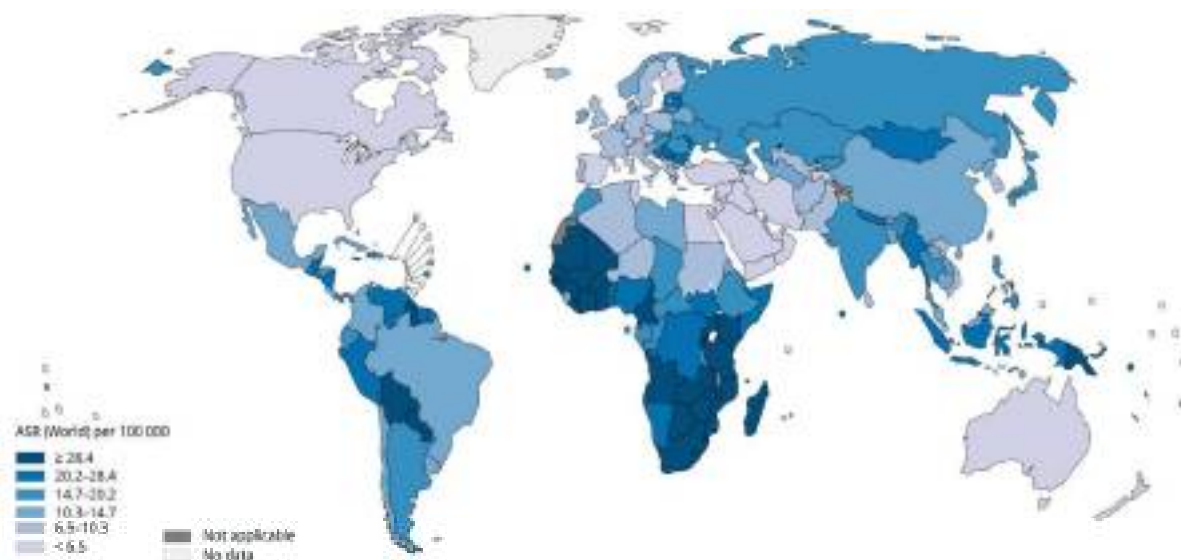 ASR (World) per 100 000
≥ 28.4
20.2–28.4
14.7–20.2
10.3–14.7
6.5–10.3
< 6.5
Not applicable
No data